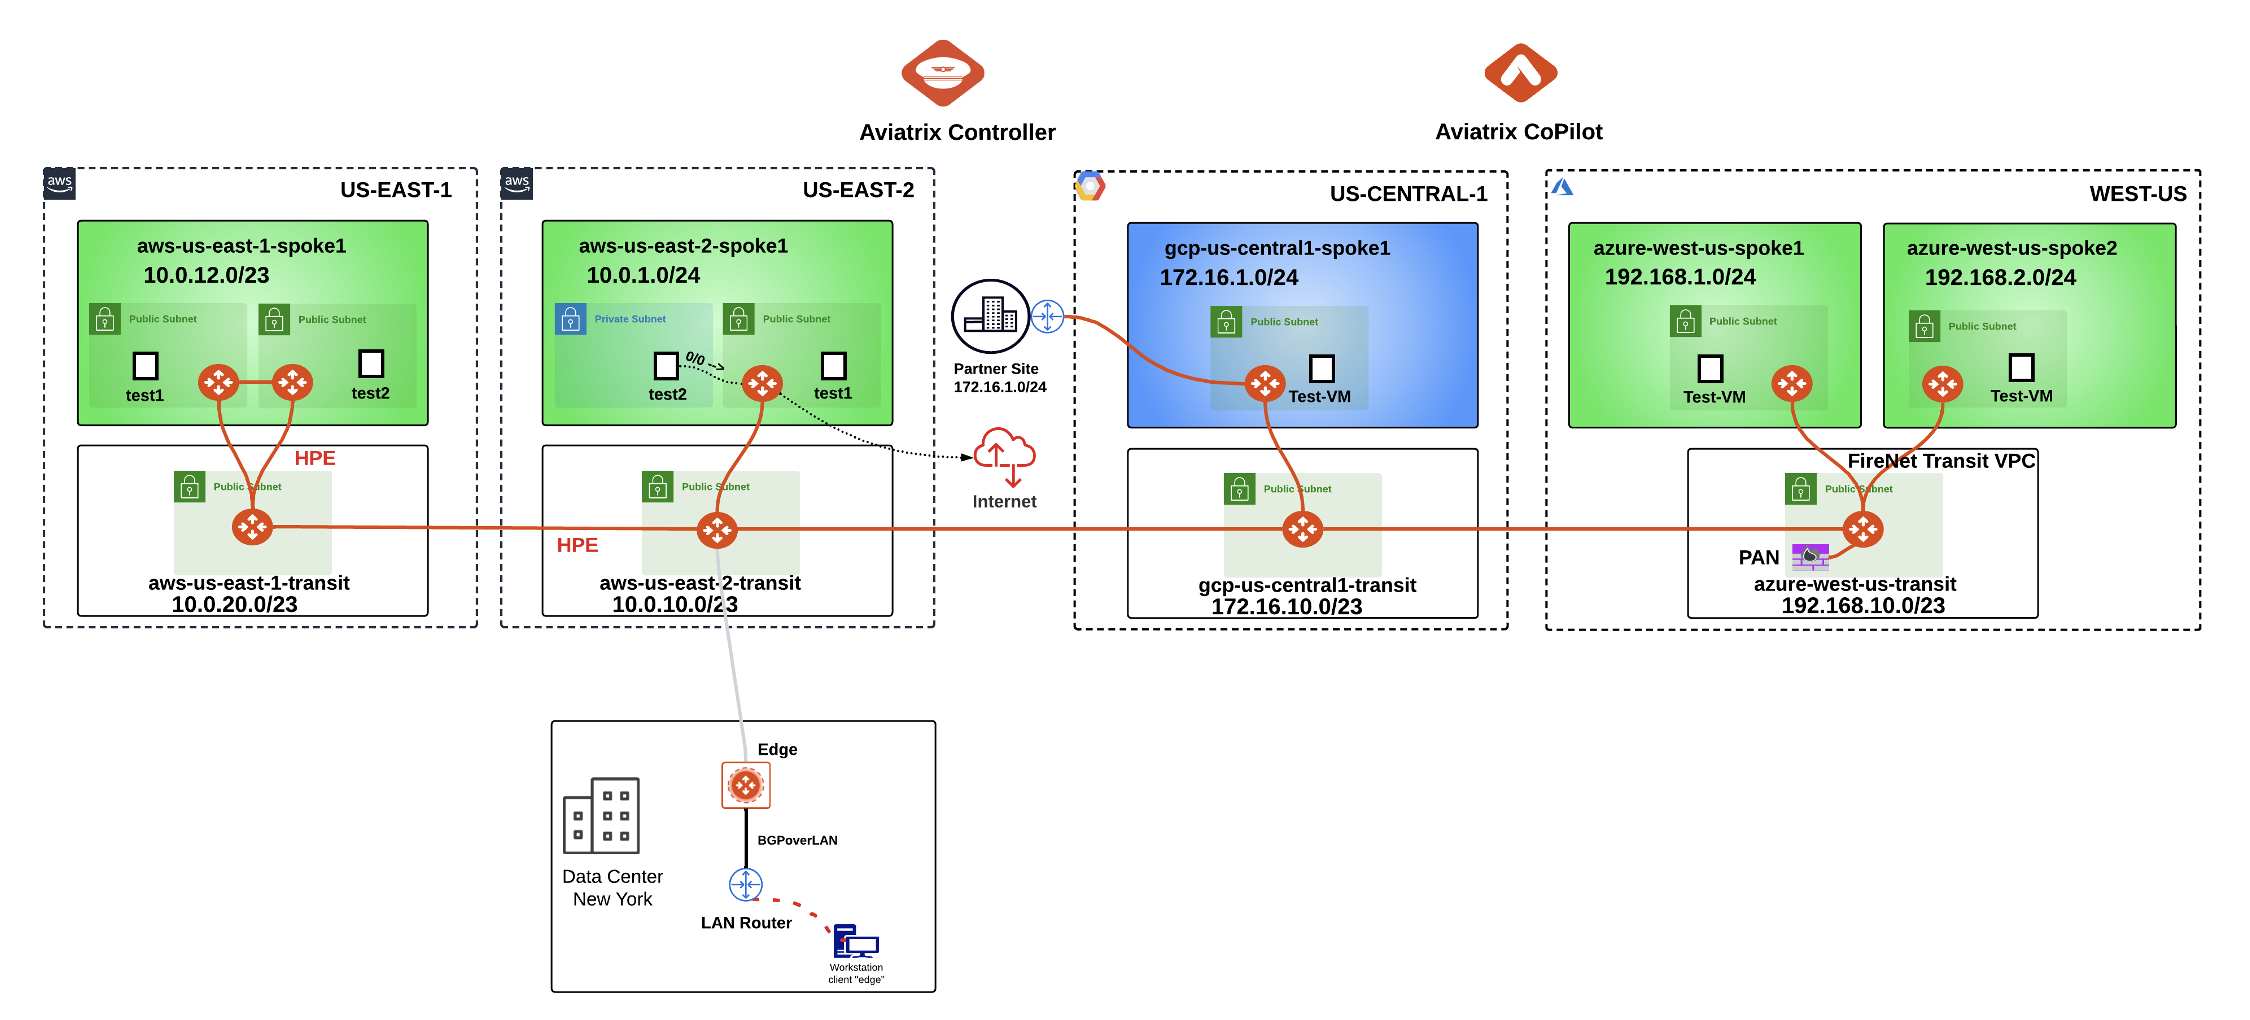 Aviatrix Controller
Aviatrix CoPilot
aws
US-EAST-1
aws-us-east-1-spoke1
10.0.12.0/23
Public Subnet
Public Subnet
test1
test2
HPE
Public Subnet
aws-us-east-1-transit
10.0.20.0/23
aws
US-EAST-2
aws-us-east-2-spoke1
10.0.1.0/24
Private Subnet
Public Subnet
0/0 -->
test2
test1
Public Subnet
HPE
aws-us-east-2-transit
10.0.10.0/23
Partner Site
172.16.1.0/24
Internet
US-CENTRAL-1
gcp-us-central1-spoke1
172.16.1.0/24
Public Subnet
Test-VM
Public Subnet
gcp-us-central1-transit
172.16.10.0/23
WEST-US
azure-west-us-spoke1
192.168.1.0/24
Public Subnet
Test-VM
azure-west-us-spoke2
192.168.2.0/24
Public Subnet
Test-VM
FireNet Transit VPC
Public Subnet
PAN
azure-west-us-transit
192.168.10.0/23
Edge
BGPoverLAN
Data Center
New York
LAN Router
Workstation
client "edge"